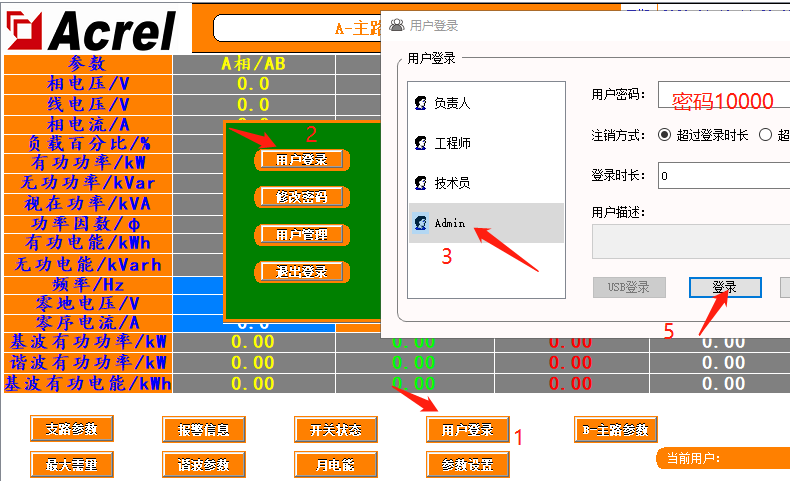 Acrel
A-主路
用户登录
参数 A相/AB
相电压/V 0.0
线电压/V 0.0
相电流/A
负载百分比/%
有功功率/kW
无功功率/kVar
视在功率/kVA
功率因数/φ
有功电能/kWh
无功电能/kVarh
频率/Hz
零地电压/V
零序电流/A
基波有功功率/kW 0.00 0.00 0.00 0.00
谐波有功功率/kW 0.00 0.00 0.00 0.00
基波有功电能/kWh 0.00 0.00 0.00 0.00
2
用户登录
修改密码
用户管理
退出登录
用户登录
负责人
工程师
技术员
Admin
3
用户密码：
密码10000
注销方式： 超过登录时长 超
登录时长： 0
用户描述：
USB登录 登录
5
支路参数 报警信息 开关状态 用户登录 1 B-主路参数
最大需量 谐波参数 月电能 参数设置 当前用户：